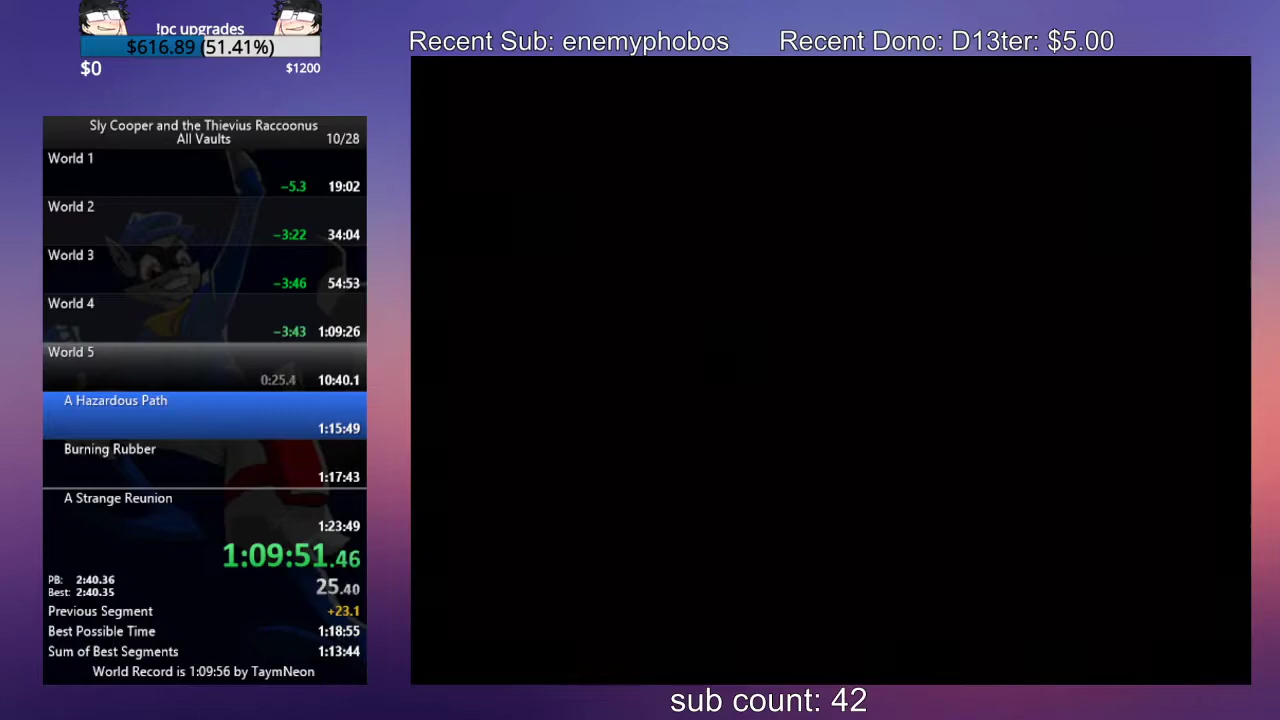 !pc upgrades
$616.89 (51.41%)
$0 $1200
Recent Sub: enemyphobos Recent Dono: D13ter: $5.00
Sly Cooper and the Thievius Raccoonus
All Vaults 10/28
World 1
−5.3 19:02
World 2
−3:22 34:04
World 3
−3:46 54:53
World 4
−3:43 1:09:26
World 5
0:25.4 10:40.1
A Hazardous Path
1:15:49
Burning Rubber
1:17:43
A Strange Reunion
1:23:49
1:09:51.46
PB: 2:40.36
Best: 2:40.35
25.40
Previous Segment +23.1
Best Possible Time 1:18:55
Sum of Best Segments 1:13:44
World Record is 1:09:56 by TaymNeon
sub count: 42